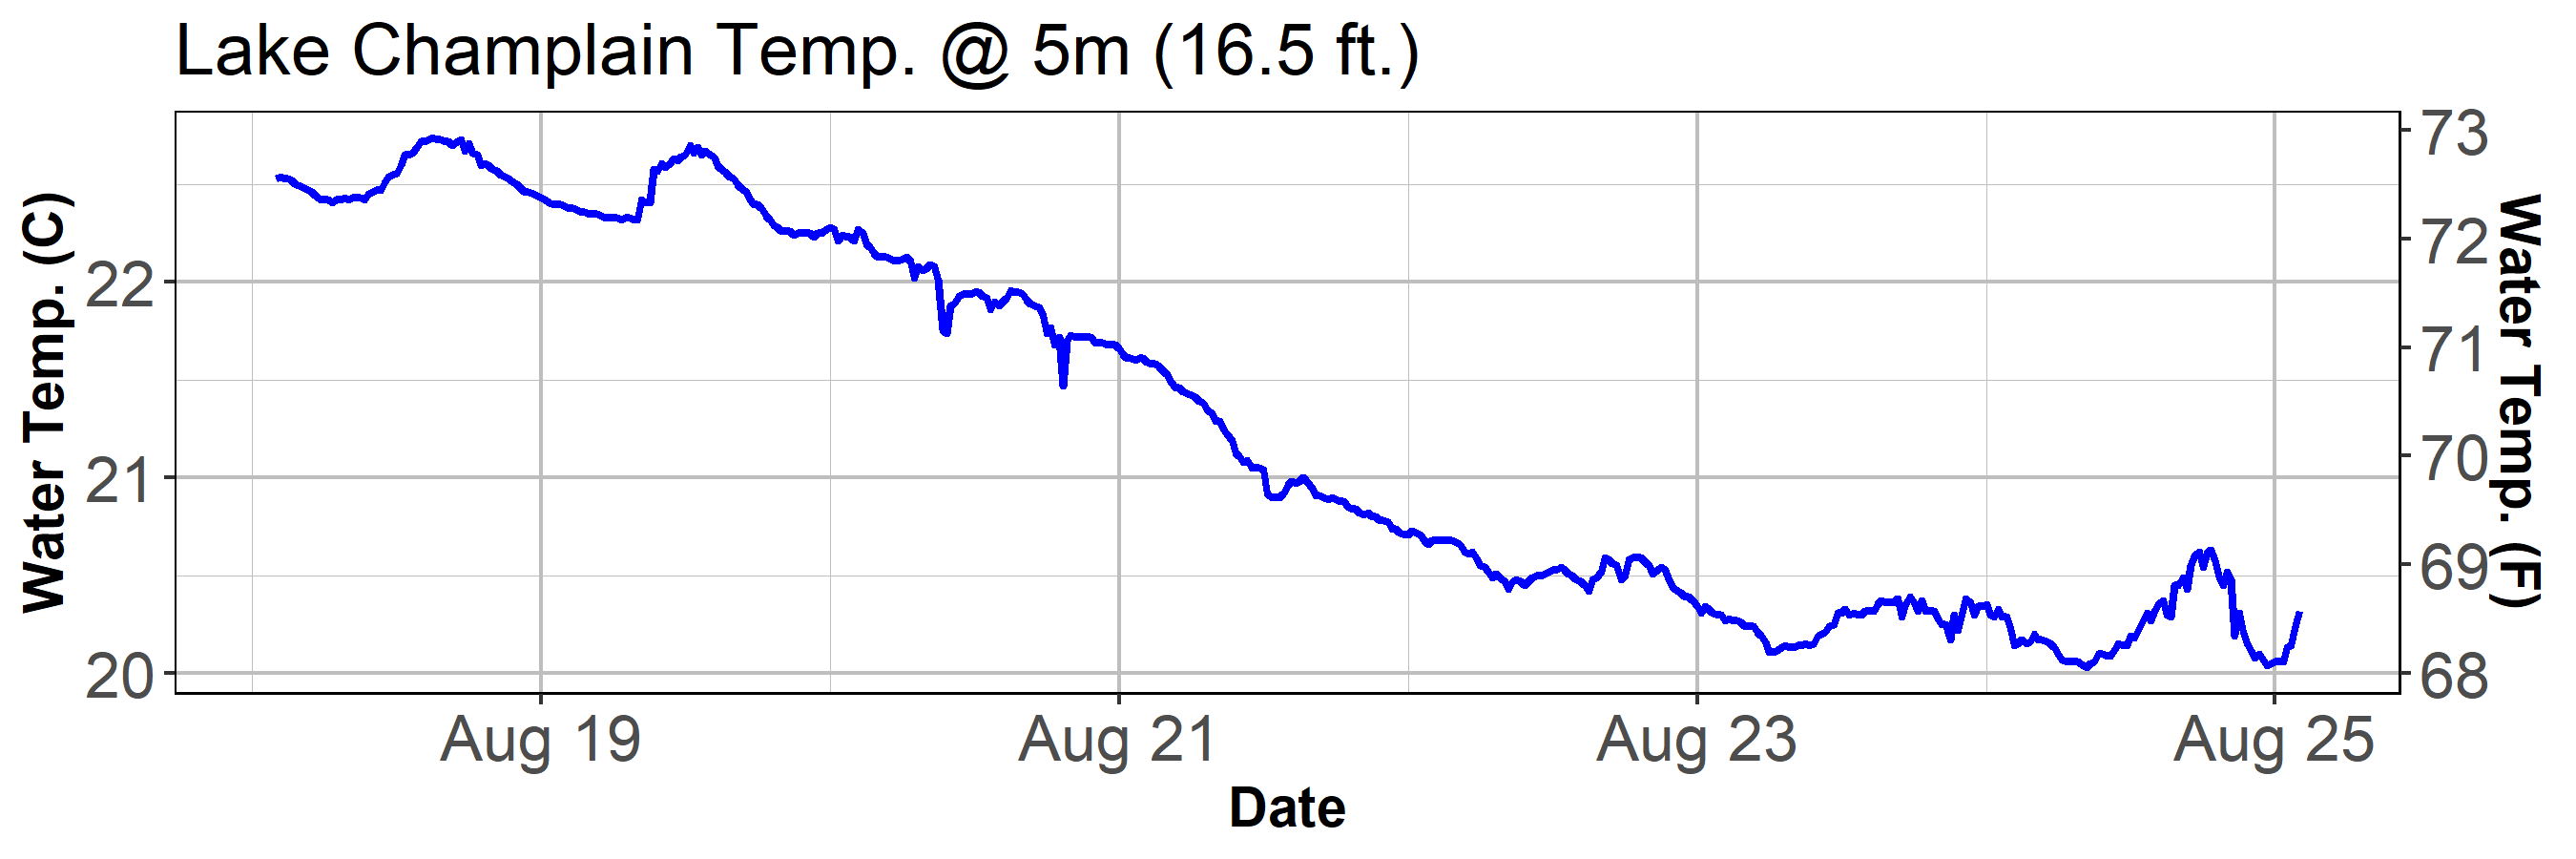 Lake Champlain Temp. @ 5m (16.5 ft.)
Water Temp. (C)
22
21
20
73
72
71
70
69
68
Water Temp. (F)
Aug 19
Aug 21
Aug 23
Aug 25
Date